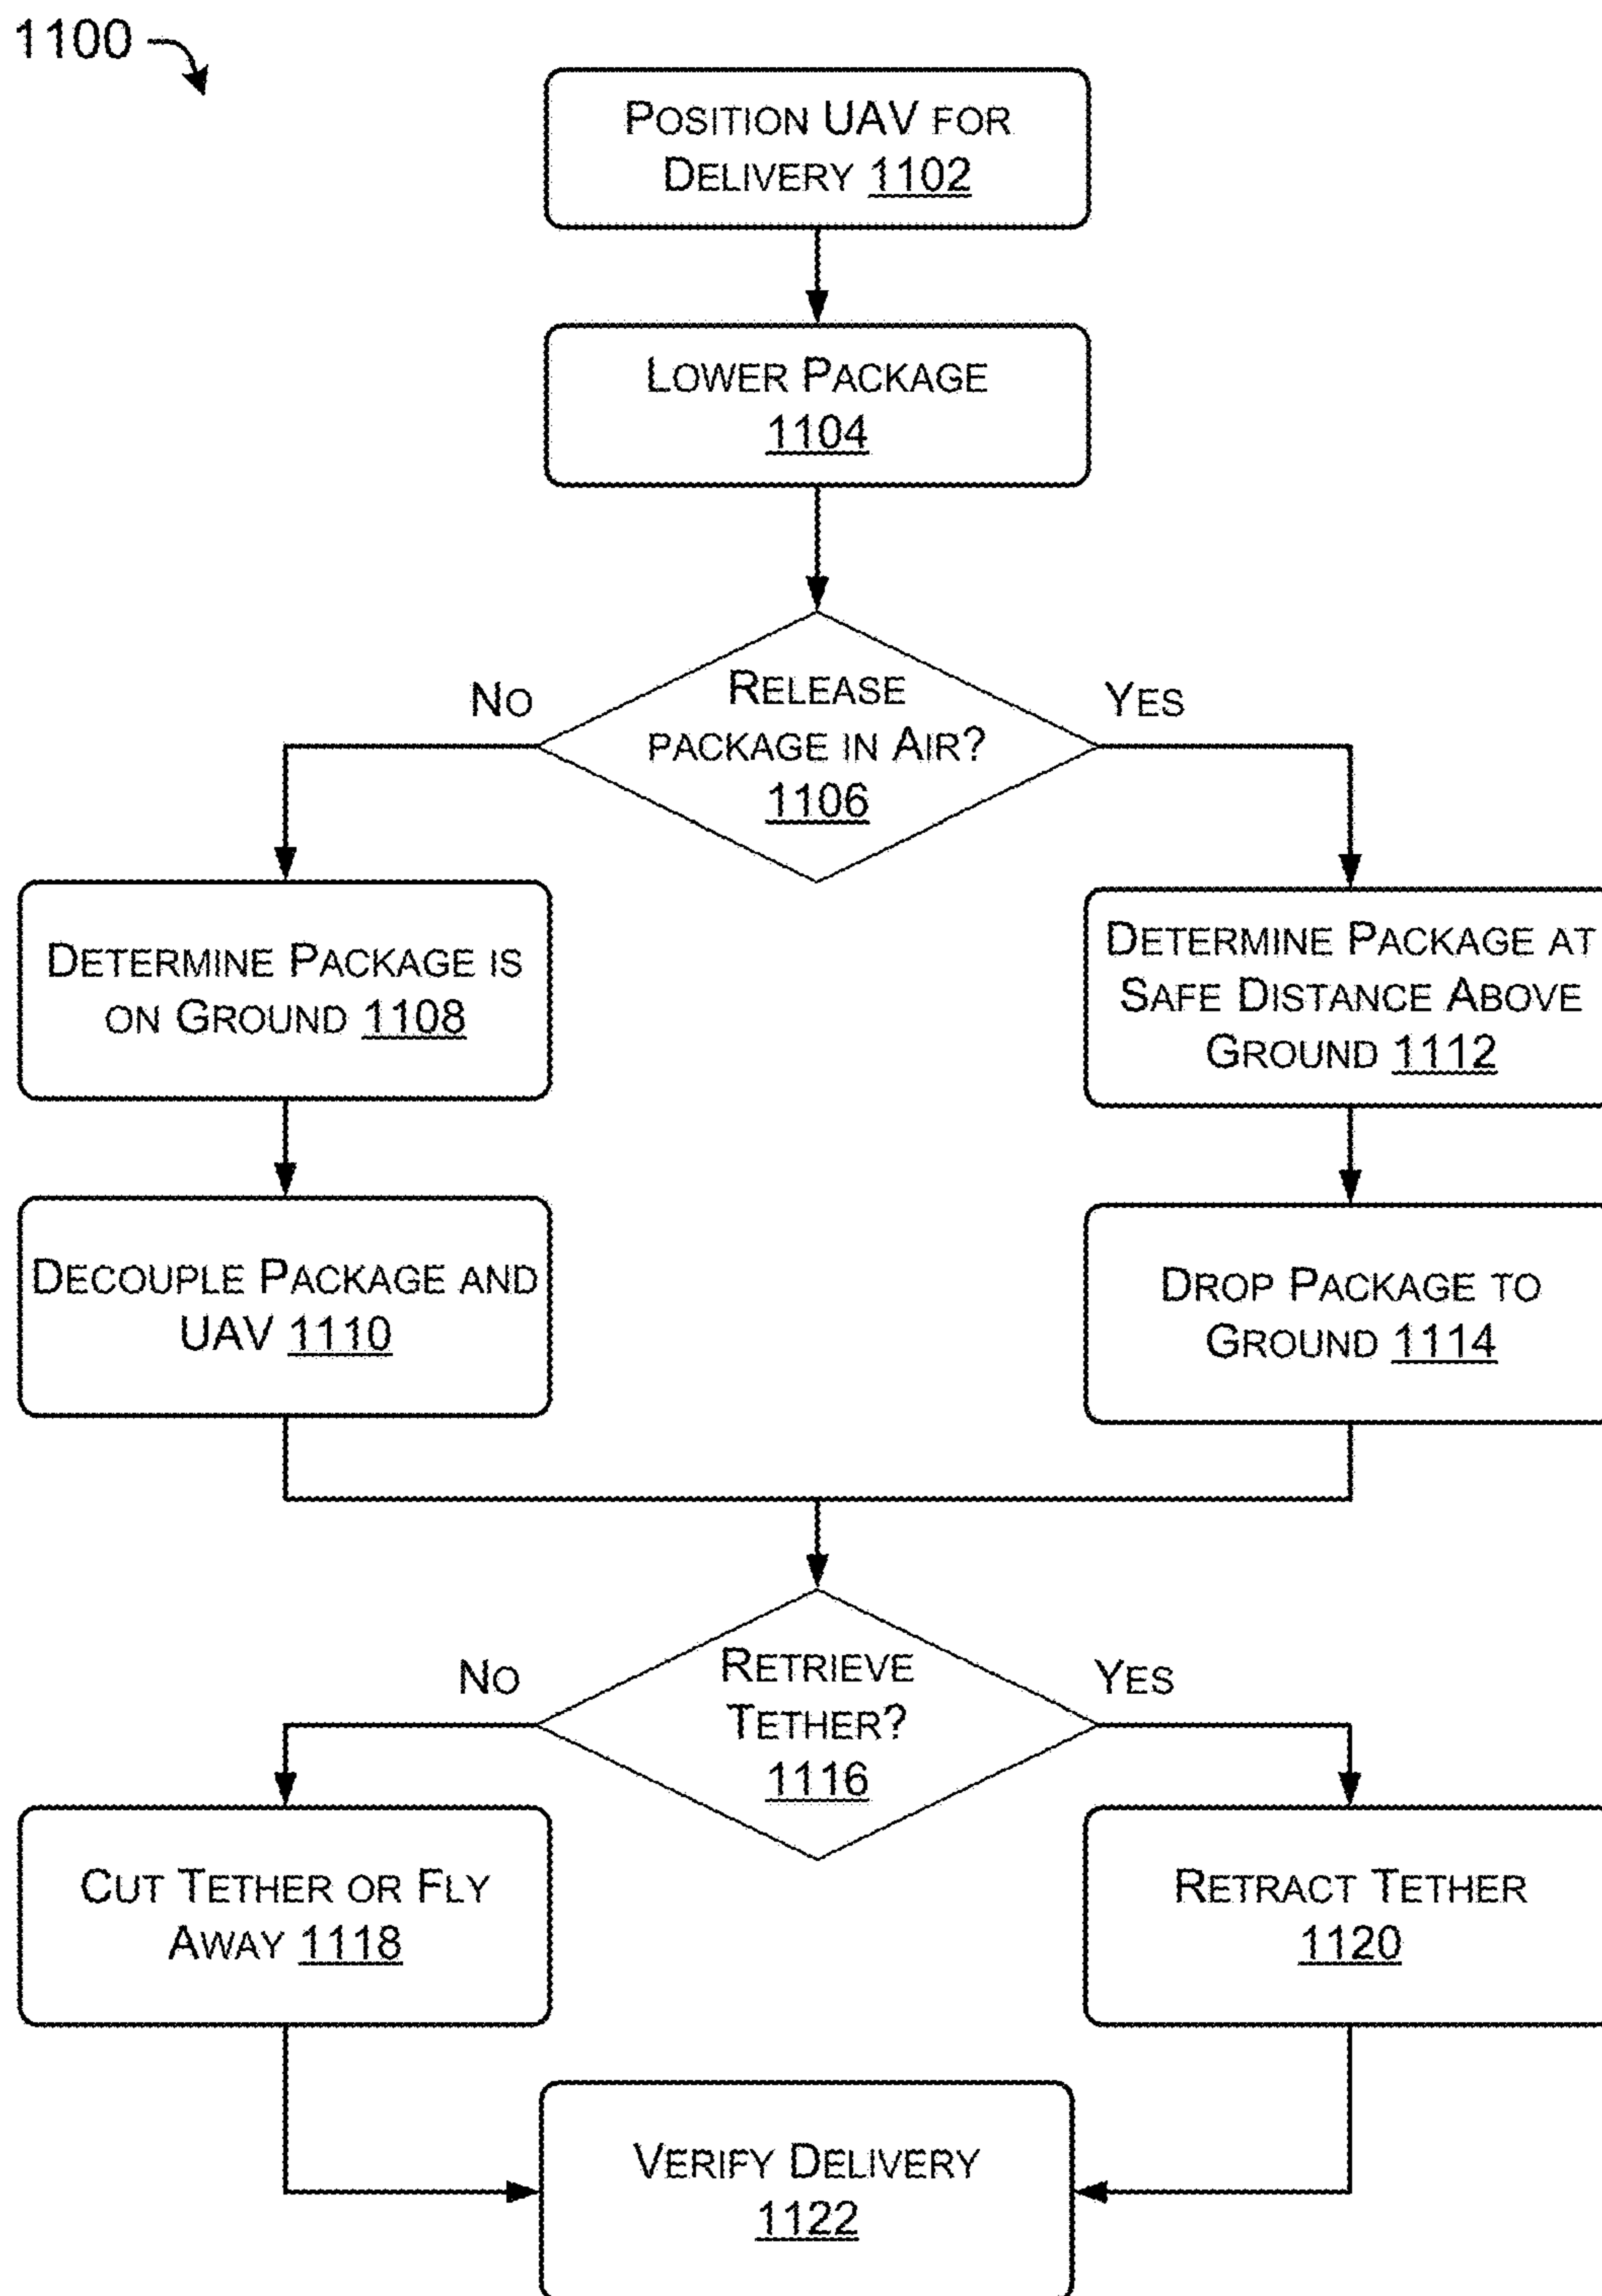 1100
POSITION UAV FOR
DELIVERY 1102
LOWER PACKAGE
1104
RELEASE
PACKAGE IN AIR?
1106
NO
YES
DETERMINE PACKAGE IS
ON GROUND 1108
DETERMINE PACKAGE AT
SAFE DISTANCE ABOVE
GROUND 1112
DECOUPLE PACKAGE AND
UAV 1110
DROP PACKAGE TO
GROUND 1114
RETRIEVE
TETHER?
1116
NO
YES
CUT TETHER OR FLY
AWAY 1118
RETRACT TETHER
1120
VERIFY DELIVERY
1122